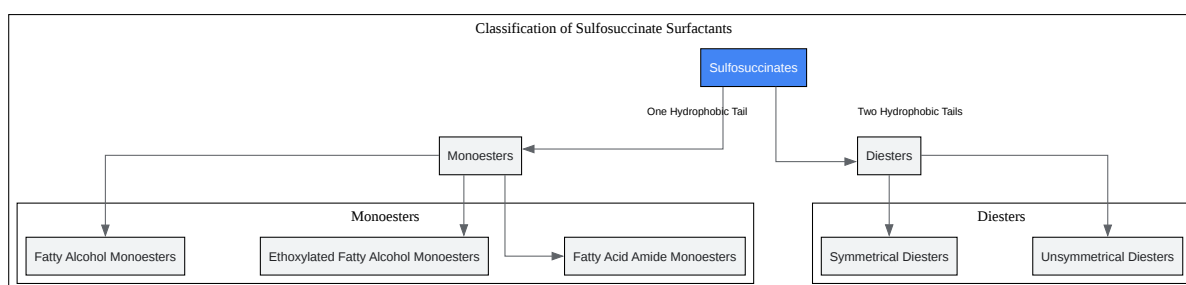 Classification of Sulfosuccinate Surfactants
Sulfosuccinates
One Hydrophobic Tail
Two Hydrophobic Tails
Monoesters
Diesters
Monoesters
Diesters
Fatty Alcohol Monoesters
Ethoxylated Fatty Alcohol Monoesters
Fatty Acid Amide Monoesters
Symmetrical Diesters
Unsymmetrical Diesters